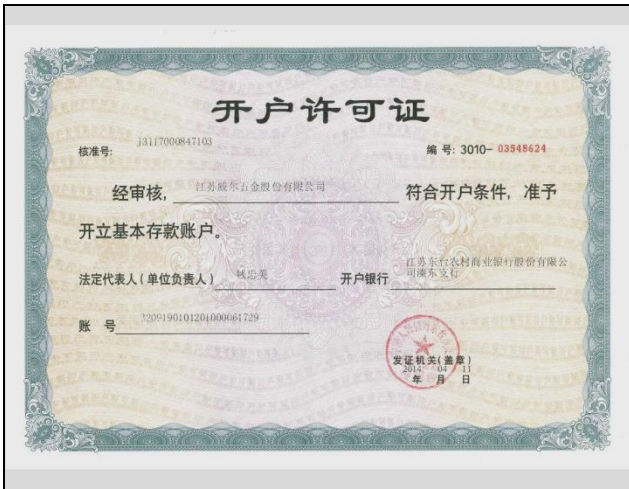 开户许可证
核准号: J3117000847103
编 号: 3010- 03548624
经审核, 江苏威尔五金股份有限公司 符合开户条件, 准予
开立基本存款账户。
法定代表人(单位负责人) 钱忠美 开户银行 江苏东台农村商业银行股份有限公
司溱东支行
账 号 3209190101201000061729
发证机关(盖章)
2014 04 11
年 月 日